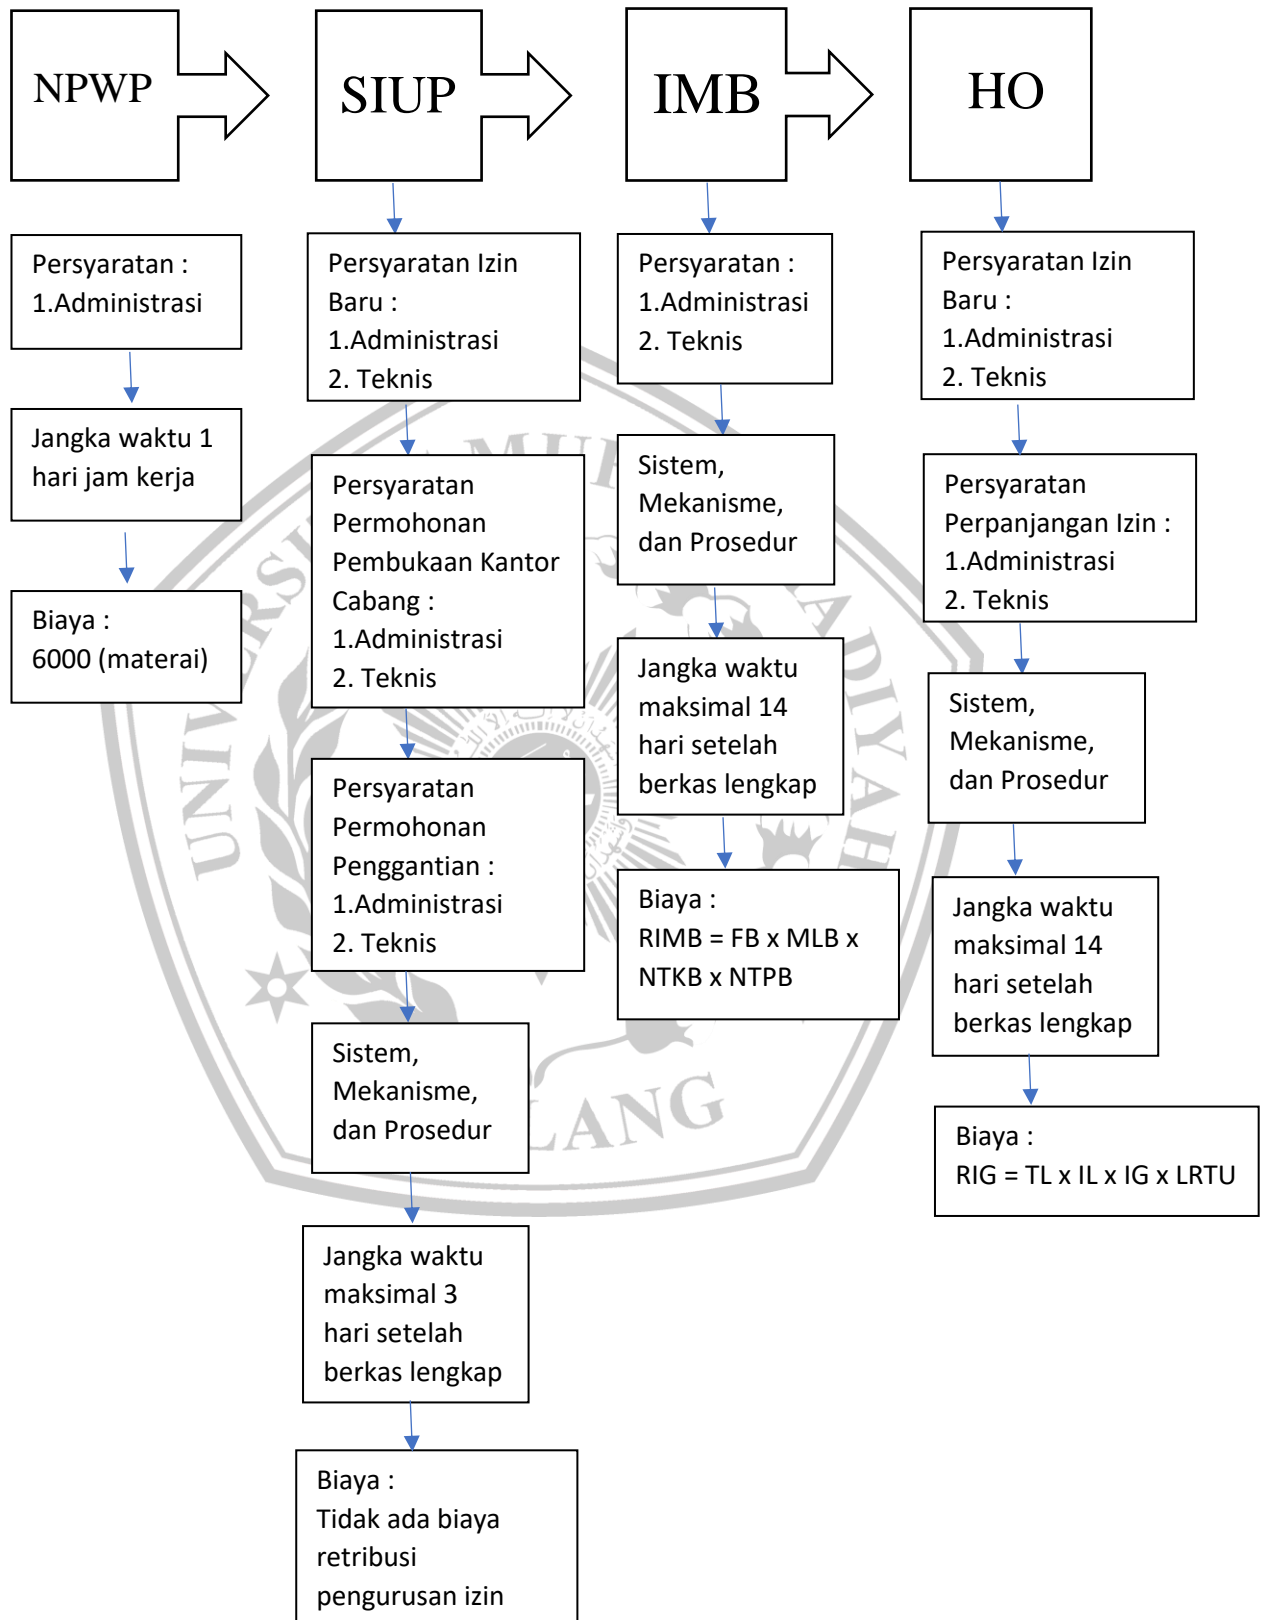 NPWP
SIUP
IMB
HO
Persyaratan :
1.Administrasi
Jangka waktu 1
hari jam kerja
Biaya :
6000 (materai)
Persyaratan Izin
Baru :
1.Administrasi
2. Teknis
Persyaratan
Permohonan
Pembukaan Kantor
Cabang :
1.Administrasi
2. Teknis
Persyaratan
Permohonan
Penggantian :
1.Administrasi
2. Teknis
Sistem,
Mekanisme,
dan Prosedur
Jangka waktu
maksimal 3
hari setelah
berkas lengkap
Biaya :
Tidak ada biaya
retribusi
pengurusan izin
Persyaratan :
1.Administrasi
2. Teknis
Sistem,
Mekanisme,
dan Prosedur
Jangka waktu
maksimal 14
hari setelah
berkas lengkap
Biaya :
RIMB = FB x MLB x
NTKB x NTPB
Persyaratan Izin
Baru :
1.Administrasi
2. Teknis
Persyaratan
Perpanjangan Izin :
1.Administrasi
2. Teknis
Sistem,
Mekanisme,
dan Prosedur
Jangka waktu
maksimal 14
hari setelah
berkas lengkap
Biaya :
RIG = TL x IL x IG x LRTU